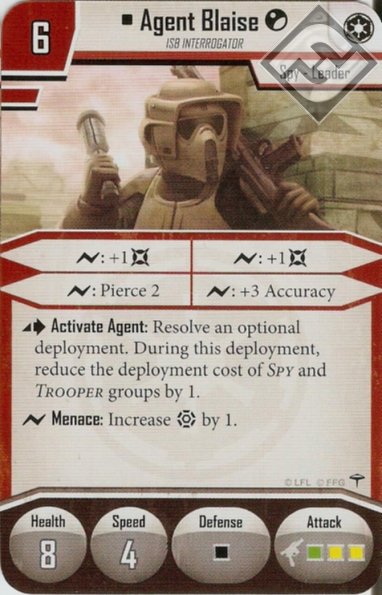 6
Agent Blaise
ISB INTERROGATOR
Spy - Leader
: +1
: +1
: Pierce 2
: +3 Accuracy
Activate Agent: Resolve an optional
deployment. During this deployment,
reduce the deployment cost of SPY and
TROOPER groups by 1.
Menace: Increase by 1.
© LFL © FFG
Health
Speed
Defense
Attack
8
4